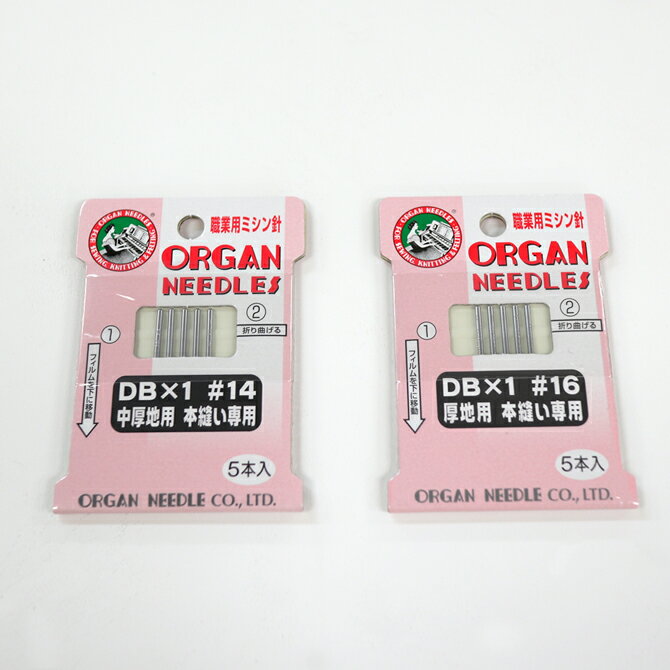 ORGAN NEEDLES
FOR SEWING, KNITTING & FELTING
職業用ミシン針
ORGAN
NEEDLES
①
②
折り曲げる
フィルムを下に移動
DB×1 #14
中厚地用 本縫い専用
5本入
ORGAN NEEDLE CO., LTD.
ORGAN NEEDLES
FOR SEWING, KNITTING & FELTING
職業用ミシン針
ORGAN
NEEDLES
①
②
折り曲げる
フィルムを下に移動
DB×1 #16
厚地用 本縫い専用
5本入
ORGAN NEEDLE CO., LTD.